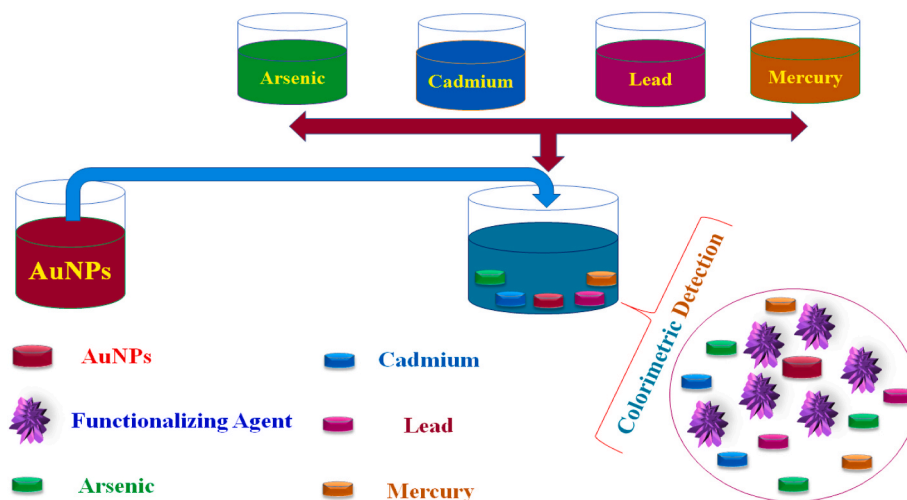 Arsenic
Cadmium
Lead
Mercury
AuNPs
Colorimetric Detection
AuNPs
Cadmium
Functionalizing Agent
Lead
Arsenic
Mercury